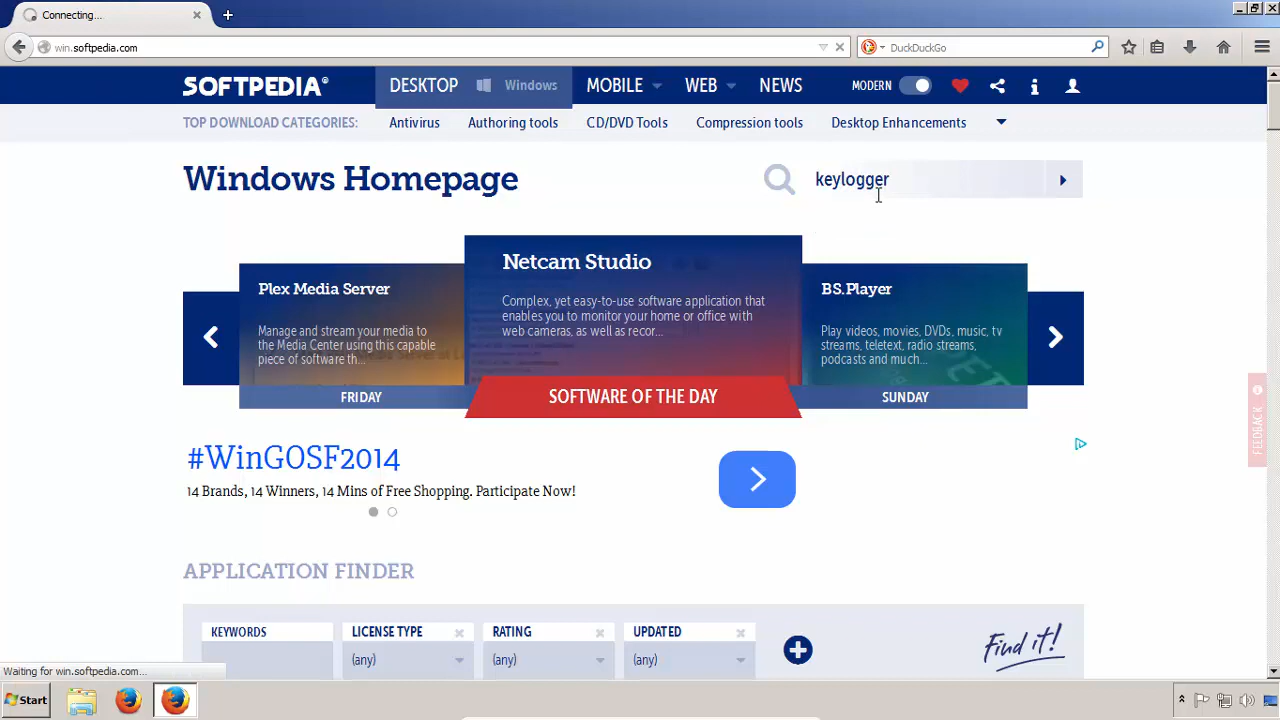 Connecting...
win.softpedia.com
DuckDuckGo
SOFTPEDIA®
DESKTOP
Windows
MOBILE
WEB
NEWS
MODERN
TOP DOWNLOAD CATEGORIES:
Antivirus
Authoring tools
CD/DVD Tools
Compression tools
Desktop Enhancements
Windows Homepage
keylogger
Plex Media Server
Manage and stream your media to
the Media Center using this capable
piece of software th...
FRIDAY
Netcam Studio
Complex, yet easy-to-use software application that
enables you to monitor your home or office with
web cameras, as well as recor...
SOFTWARE OF THE DAY
BS.Player
Play videos, movies, DVDs, music, tv
streams, teletext, radio streams,
podcasts and much...
SUNDAY
FEEDBACK
#WinGOSF2014
14 Brands, 14 Winners, 14 Mins of Free Shopping. Participate Now!
APPLICATION FINDER
KEYWORDS
LICENSE TYPE
(any)
RATING
(any)
UPDATED
(any)
Find it!
Waiting for win.softpedia.com...
Start